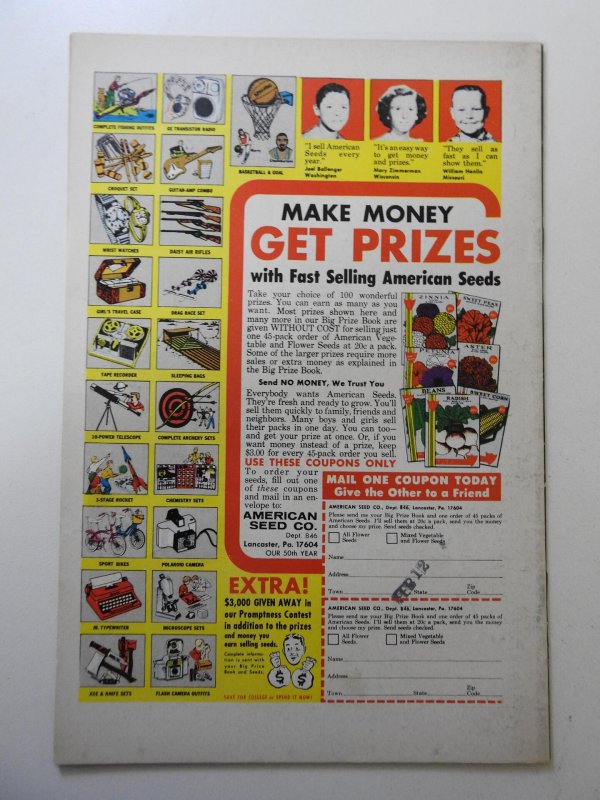 COMPLETE FISHING OUTFITS
GE TRANSISTOR RADIO
BASKETBALL & GOAL
CROQUET SET
GUITAR-AMP COMBO
WRIST WATCHES
DAISY AIR RIFLES
GIRL'S TRAVEL CASE
DRAG RACE SET
TAPE RECORDER
SLEEPING BAGS
30-POWER TELESCOPE
COMPLETE ARCHERY SETS
3-STAGE ROCKET
CHEMISTRY SETS
SPORT BIKES
POLAROID CAMERA
JR. TYPEWRITER
MICROSCOPE SETS
AXE & KNIFE SETS
FLASH CAMERA OUTFITS
"I sell American
Seeds every
year."
Joel Ballenger
Washington
"It's an easy way
to get money
and prizes."
Mary Zimmerman
Wisconsin
"They sell as
fast as I can
show them."
William Hanlin
Missouri
MAKE MONEY
GET PRIZES
with Fast Selling American Seeds
Take your choice of 100 wonderful
prizes. You can earn as many as you
want. Most prizes shown here and
many more in our Big Prize Book are
given WITHOUT COST for selling just
one 45-pack order of American Vege-
table and Flower Seeds at 20c a pack.
Some of the larger prizes require more
sales or extra money as explained in
the Big Prize Book.
Send NO MONEY, We Trust You
Everybody wants American Seeds.
They're fresh and ready to grow. You'll
sell them quickly to family, friends and
neighbors. Many boys and girls sell
their packs in one day. You can too—
and get your prize at once. Or, if you
want money instead of a prize, keep
$3.00 for every 45-pack order you sell.
ZINNIA
SWEET PEAS
PETUNIA
ASTER
BEANS
RADISH
SWEET CORN
USE THESE COUPONS ONLY
To order your
seeds, fill out one
of these coupons
and mail in an en-
velope to:
AMERICAN
SEED CO.
Dept. 846
Lancaster, Pa. 17604
OUR 50th YEAR
MAIL ONE COUPON TODAY
Give the Other to a Friend
AMERICAN SEED CO., Dept. 846, Lancaster, Pa. 17604
Please send me your Big Prize Book and one order of 45 packs of
American Seeds. I'll sell them at 20c a pack, send you the money
and choose my prize. Send seeds checked.
All Flower
Seeds
Mixed Vegetable
and Flower Seeds
Name
Address
Town State Zip Code
FEB 12
AMERICAN SEED CO., Dept. 846, Lancaster, Pa. 17604
Please send me your Big Prize Book and one order of 45 packs of
American Seeds. I'll sell them at 20c a pack, send you the money
and choose my prize. Send seeds checked.
All Flower
Seeds
Mixed Vegetable
and Flower Seeds
Name
Address
Town State Zip Code
EXTRA!
$3,000 GIVEN AWAY in
our Promptness Contest
in addition to the prizes
and money you
earn selling seeds.
Complete informa-
tion is sent with
your Big Prize
Book and Seeds.
$ $
SAVE FOR COLLEGE or SPEND IT NOW!